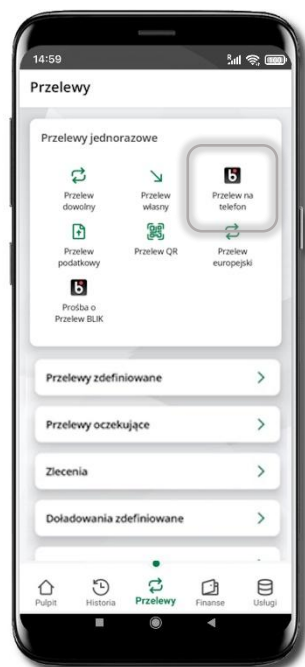 14:59
Przelewy
Przelewy jednorazowe
Przelew
dowolny
Przelew
własny
Przelew na
telefon
Przelew
podatkowy
Przelew QR
Przelew
europejski
Prośba o
Przelew BLIK
Przelewy zdefiniowane
Przelewy oczekujące
Zlecenia
Doładowania zdefiniowane
Pulpit
Historia
Przelewy
Finanse
Usługi